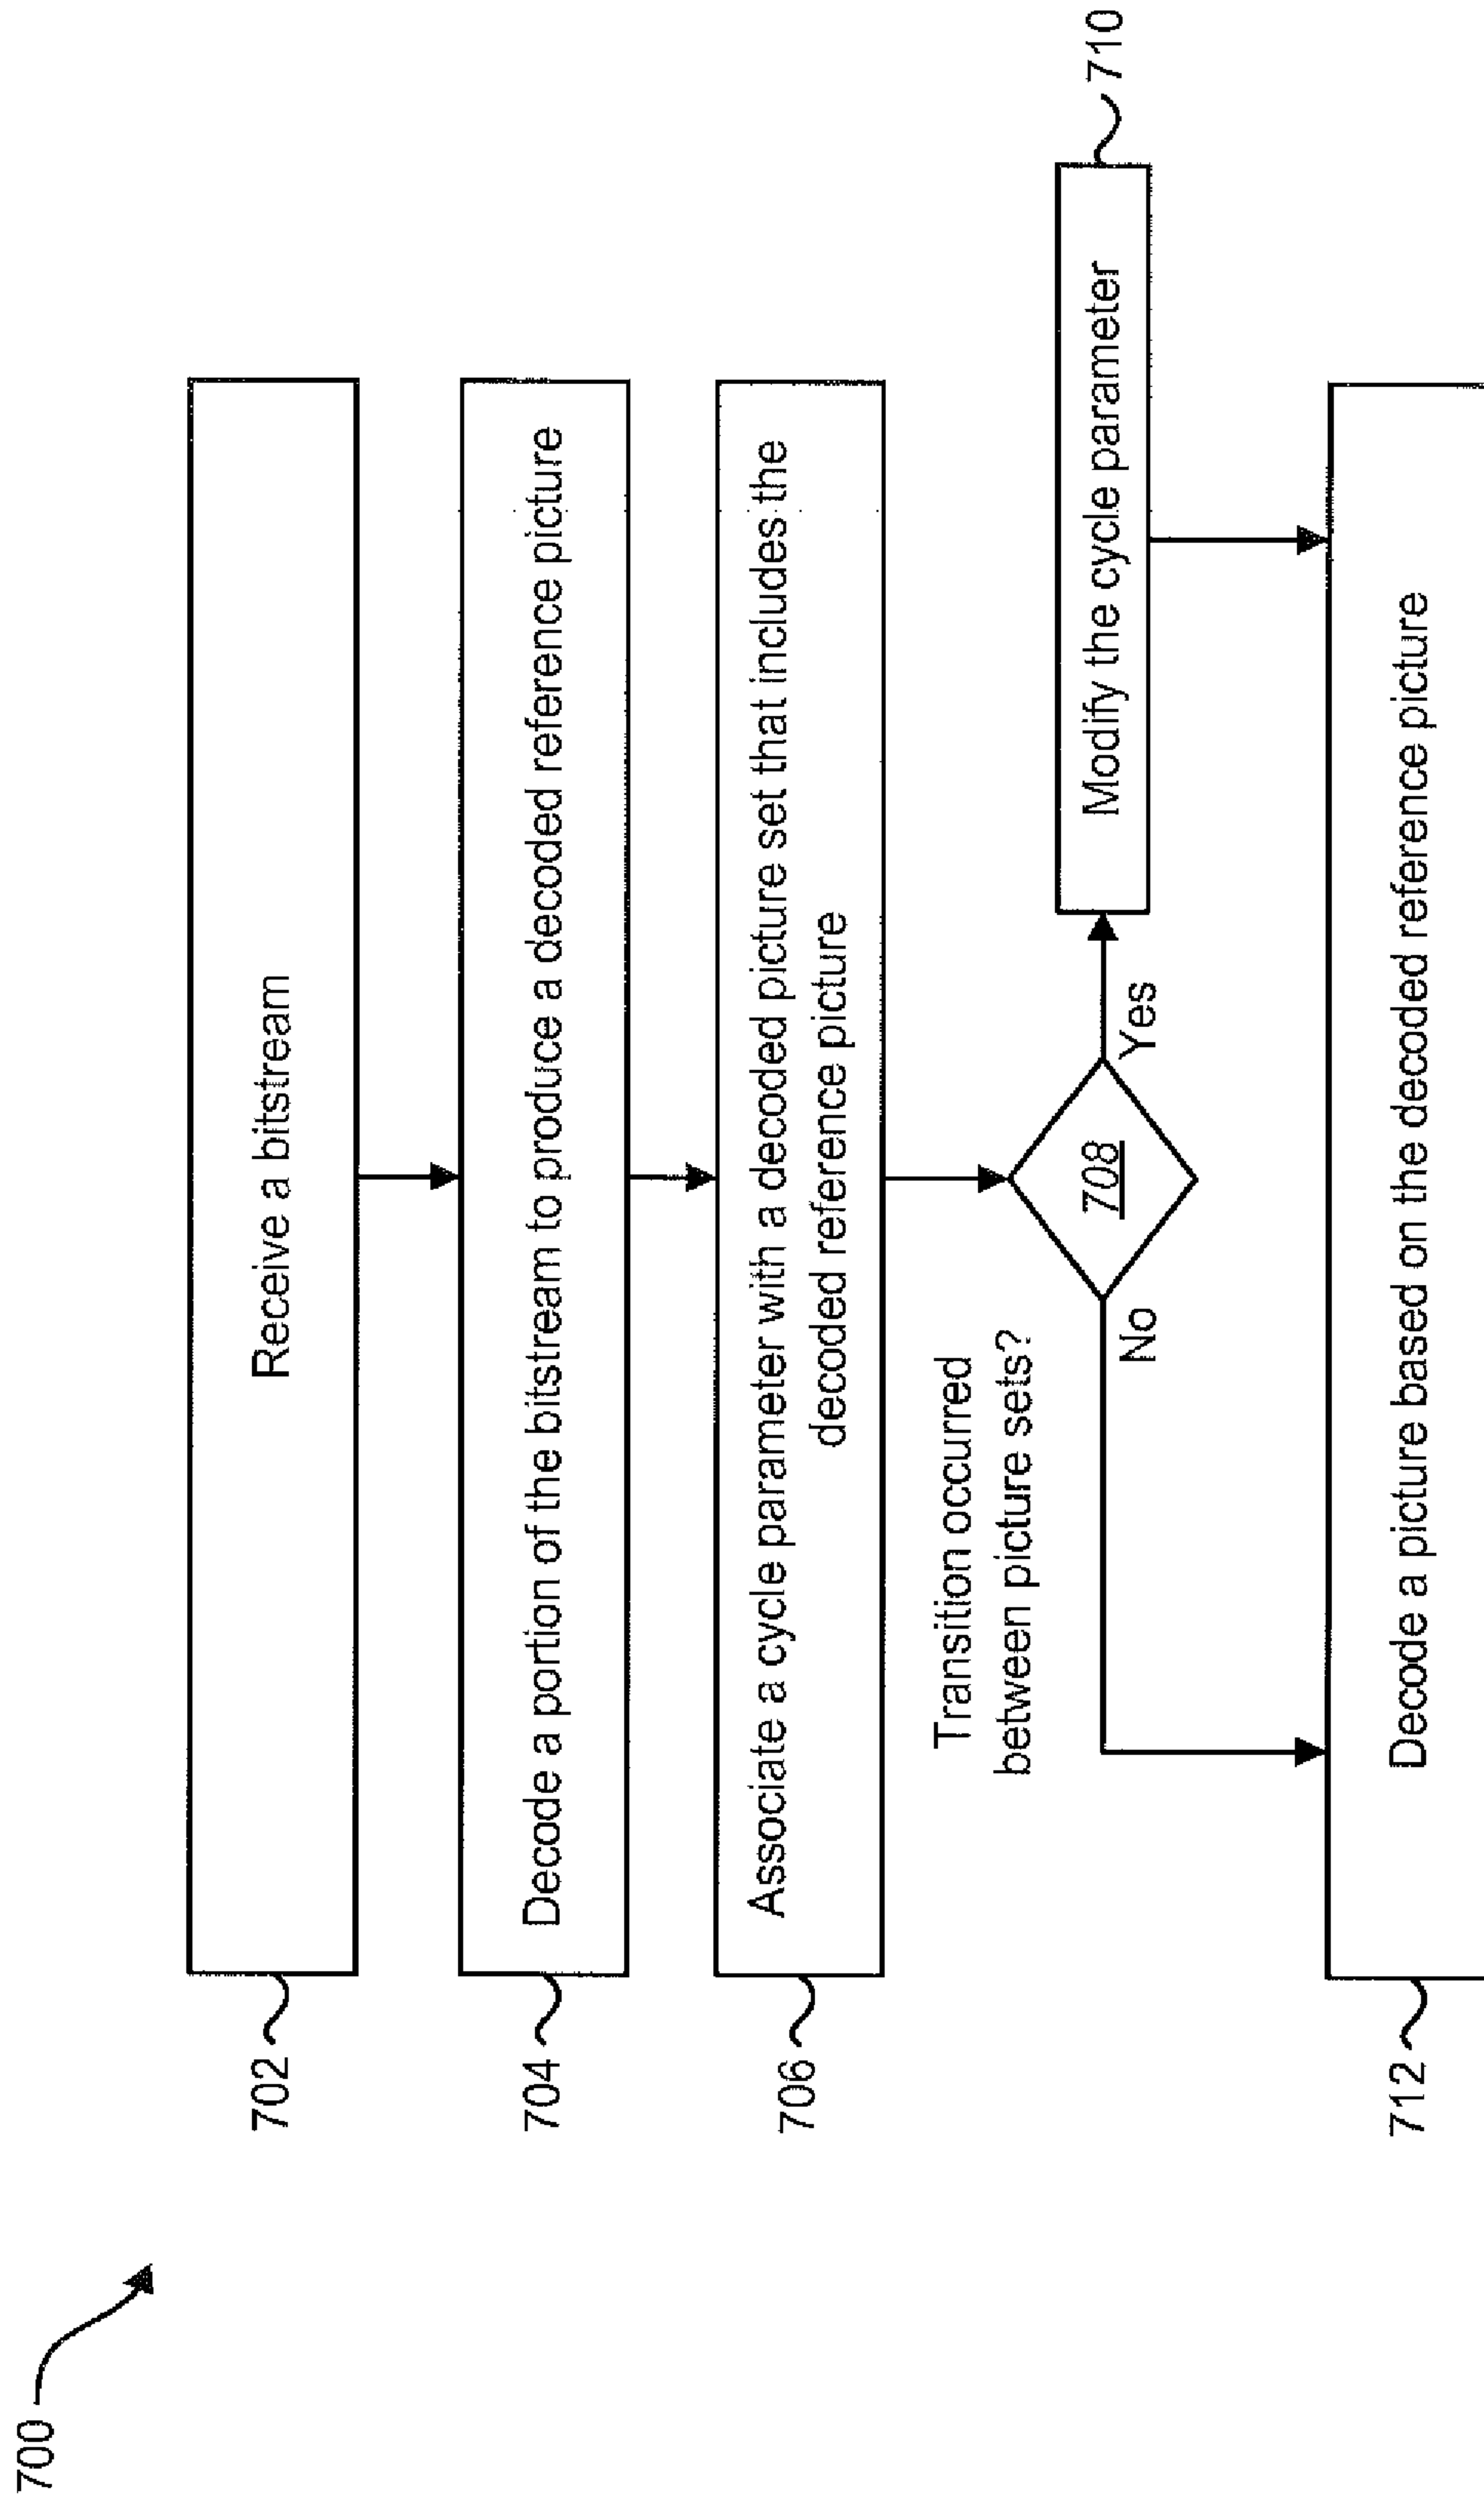 700
702
Receive a bitstream
704
Decode a portion of the bitstream to produce a decoded reference picture
706
Associate a cycle parameter with a decoded picture set that includes the
decoded reference picture
Transition occurred
between picture sets?
708
No
Yes
Modify the cycle parameter
710
712
Decode a picture based on the decoded reference picture